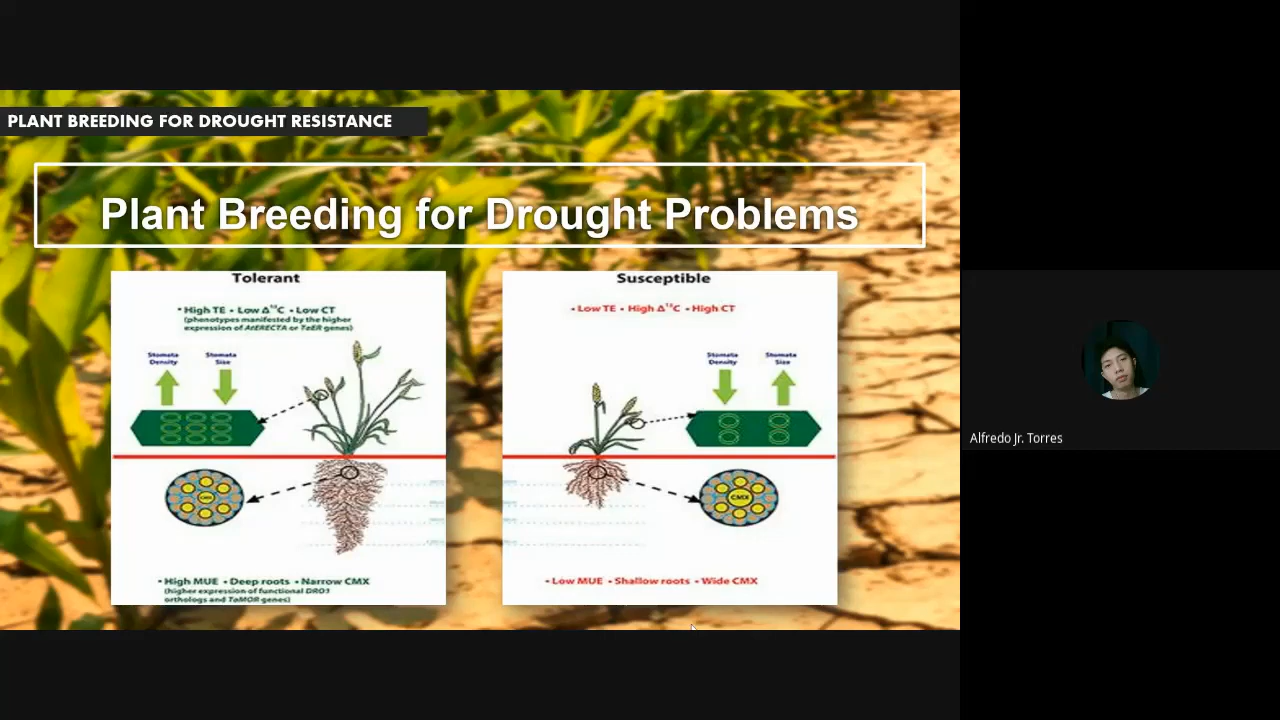 PLANT BREEDING FOR DROUGHT RESISTANCE
Plant Breeding for Drought Problems
Tolerant
• High TE • Low Δ¹³C • Low CT
(phenotypes manifested by the higher
expression of AtERECTA or TaER genes)
Stomata Density
Stomata Size
CMX
• High MUE • Deep roots • Narrow CMX
(higher expression of functional DRO1
orthologs and TaMOR genes)
Susceptible
• Low TE • High Δ¹³C • High CT
Stomata Density
Stomata Size
CMX
• Low MUE • Shallow roots • Wide CMX
Alfredo Jr. Torres